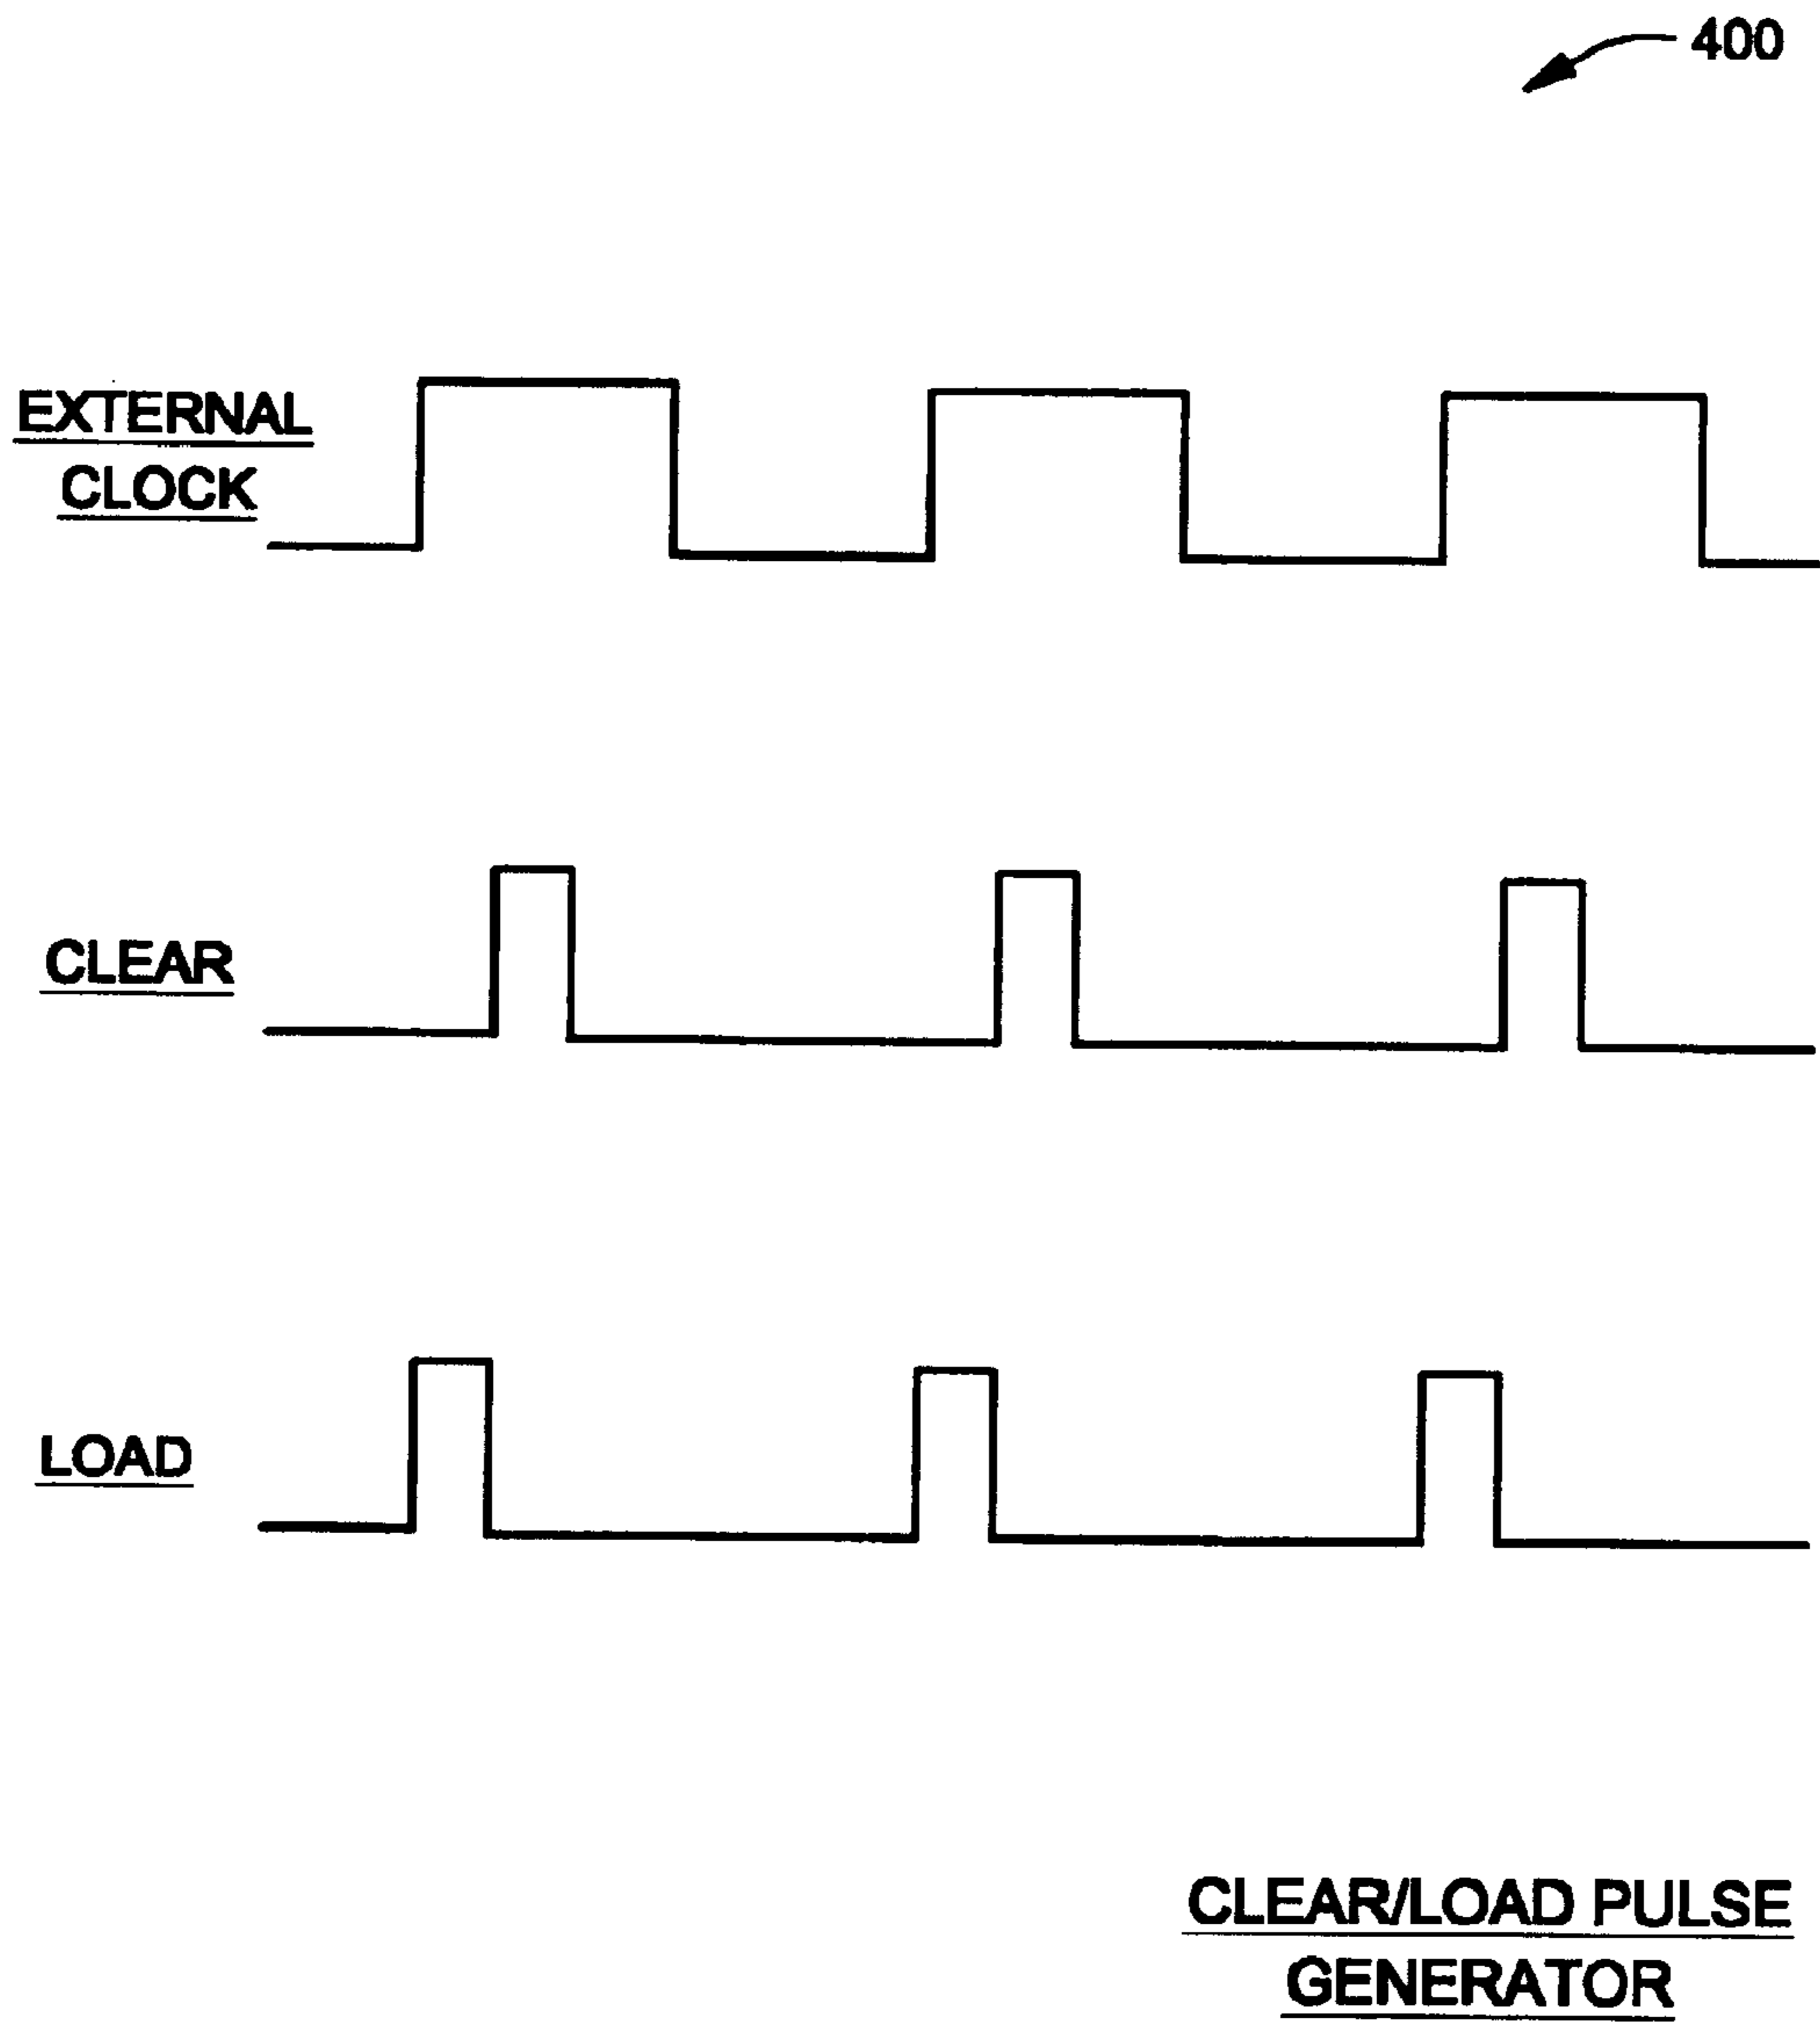 400
EXTERNAL
CLOCK
CLEAR
LOAD
CLEAR/LOAD PULSE
GENERATOR